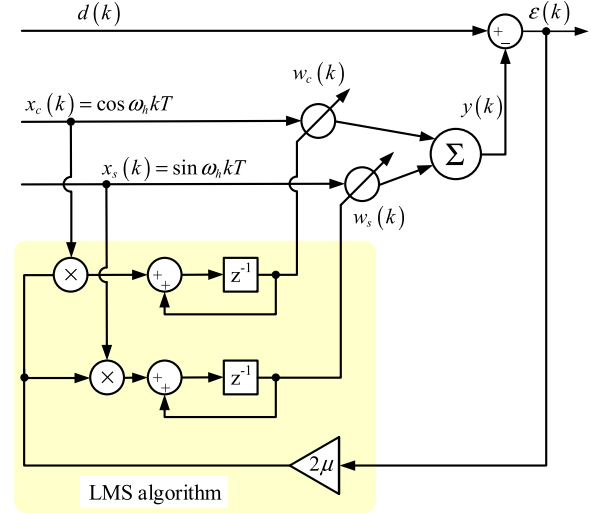 d(k)
ε(k)
+
−
w_c(k)
x_c(k) = cos ω_h kT
y(k)
Σ
x_s(k) = sin ω_h kT
w_s(k)
×
+
+
z⁻¹
×
+
+
z⁻¹
2μ
LMS algorithm